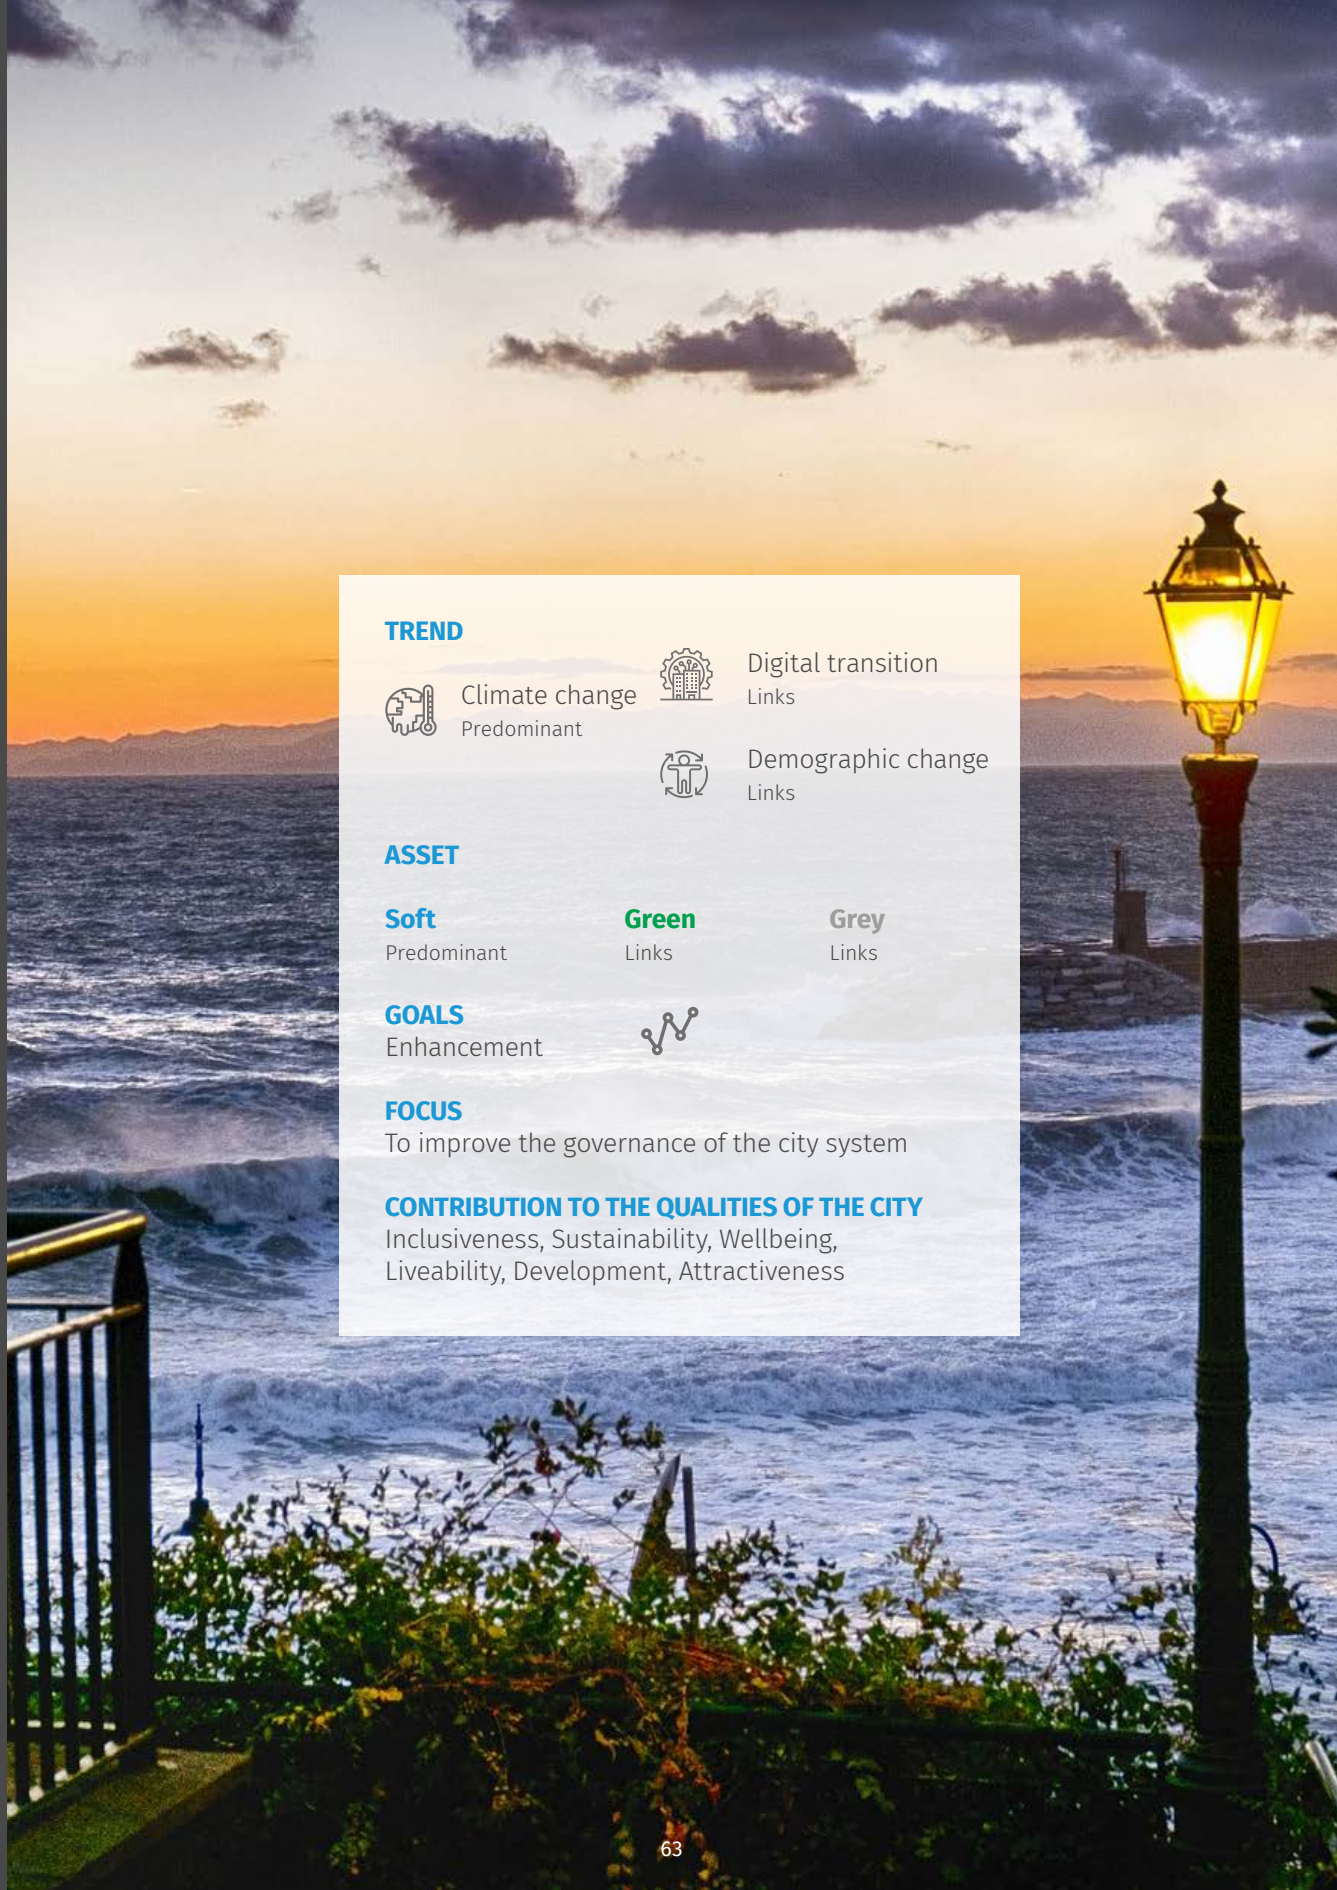 TREND
Climate change
Predominant
Digital transition
Links
Demographic change
Links
ASSET
Soft
Predominant
Green
Links
Grey
Links
GOALS
Enhancement
FOCUS
To improve the governance of the city system
CONTRIBUTION TO THE QUALITIES OF THE CITY
Inclusiveness, Sustainability, Wellbeing,
Liveability, Development, Attractiveness
63